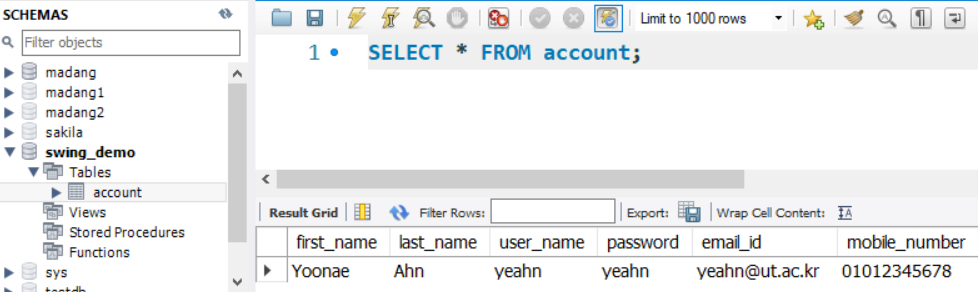 SCHEMAS
Filter objects
madang
madang1
madang2
sakila
swing_demo
Tables
account
Views
Stored Procedures
Functions
sys
testdb
Limit to 1000 rows
1 SELECT * FROM account;
Result Grid Filter Rows: Export: Wrap Cell Content:
first_name last_name user_name password email_id mobile_number
Yoonae Ahn yeahn yeahn yeahn@ut.ac.kr 01012345678